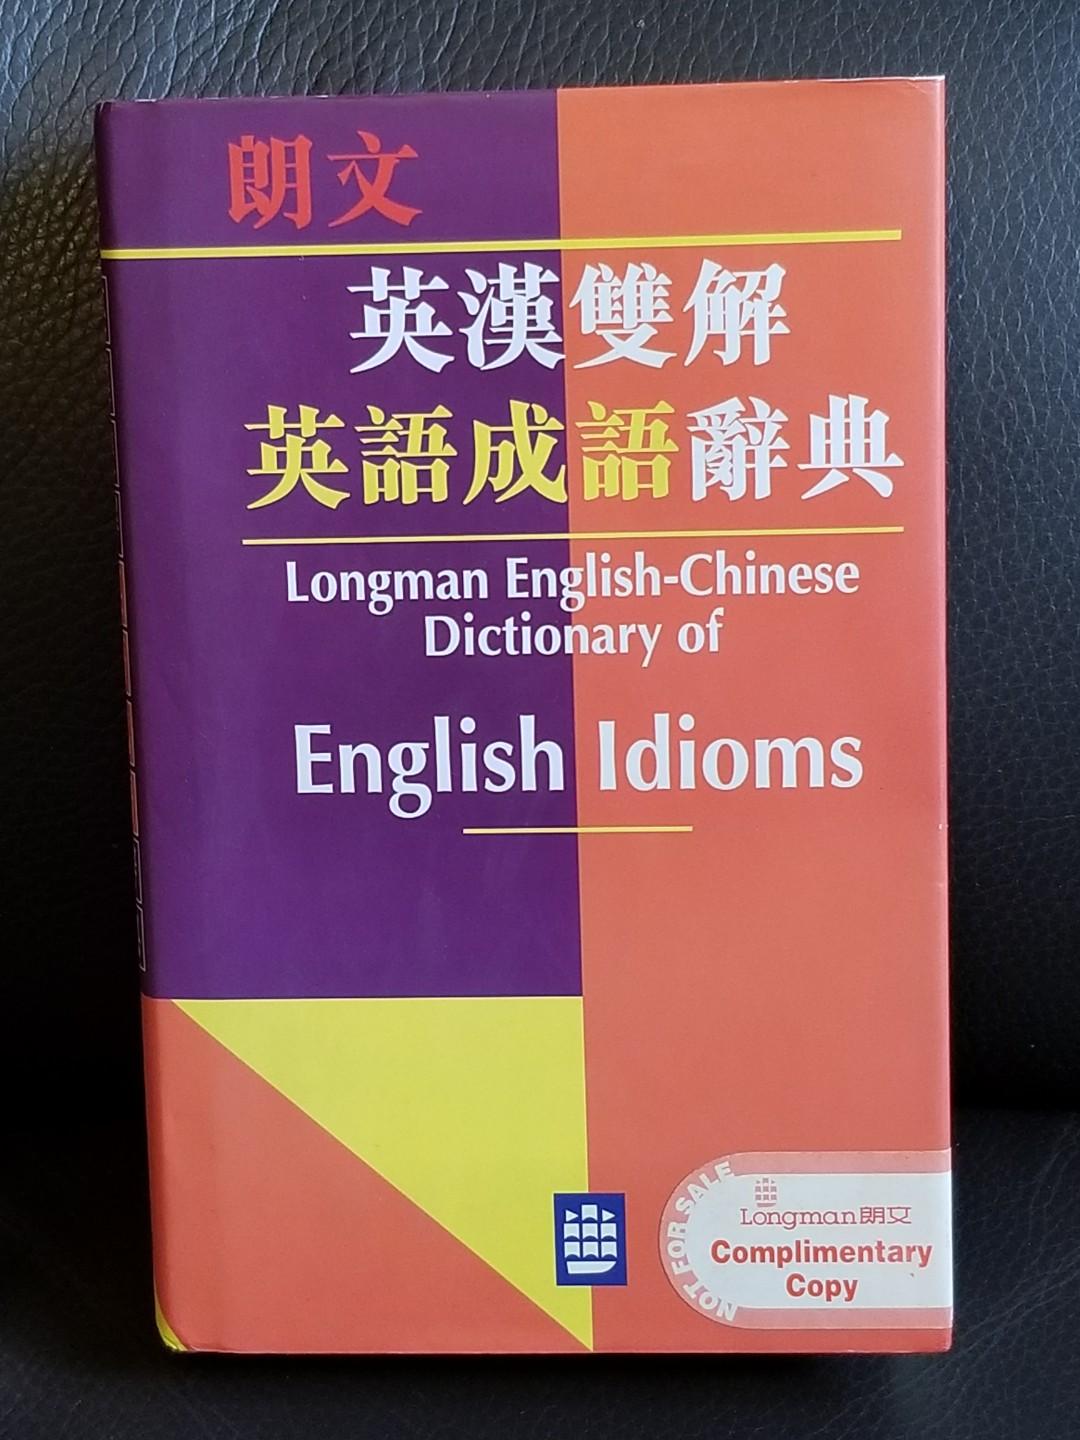 朗文
英漢雙解
英語成語辭典
Longman English-Chinese
Dictionary of
English Idioms
NOT FOR SALE
Longman朗文
Complimentary
Copy